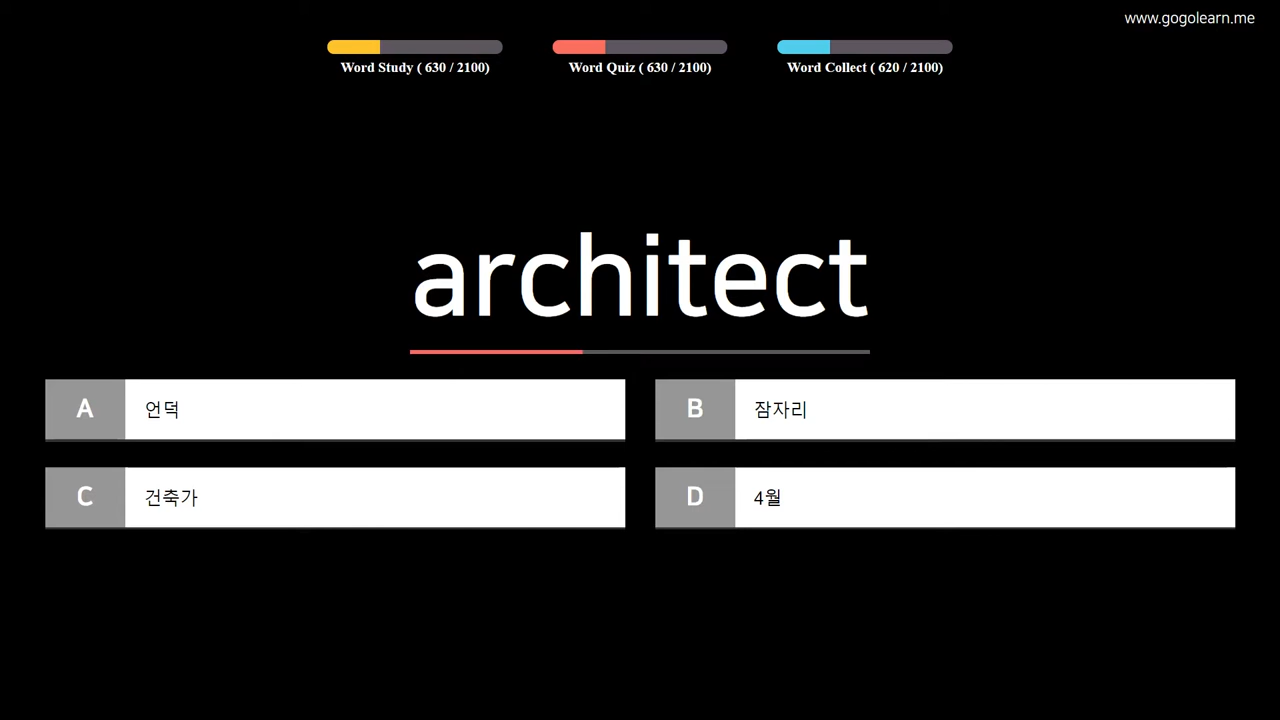 www.gogolearn.me
Word Study ( 630 / 2100)
Word Quiz ( 630 / 2100)
Word Collect ( 620 / 2100)
architect
A 언덕
B 잠자리
C 건축가
D 4월